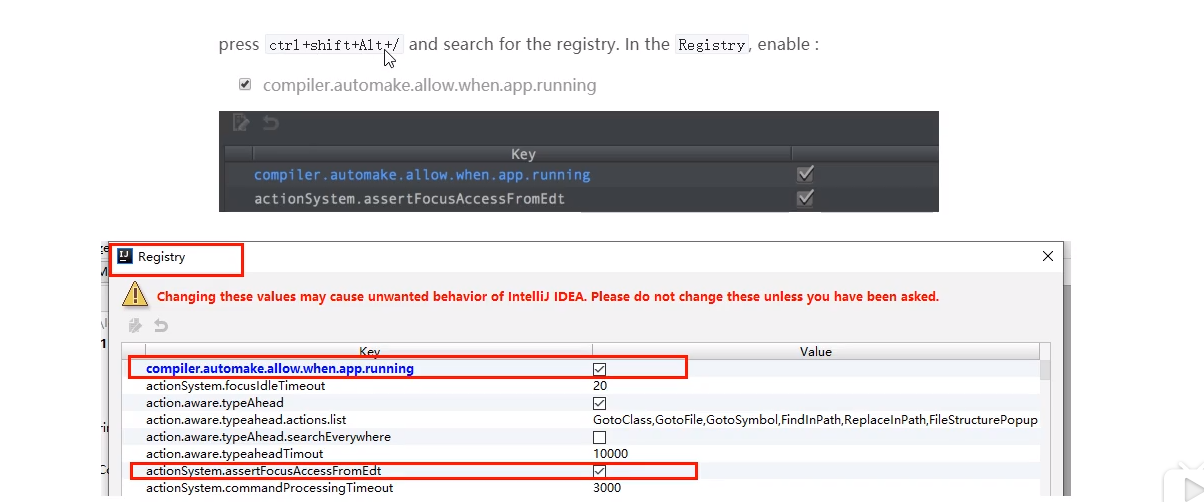 press ctrl+shift+Alt+/ and search for the registry. In the Registry, enable :
compiler.automake.allow.when.app.running
Key
compiler.automake.allow.when.app.running
actionSystem.assertFocusAccessFromEdt
Registry
Changing these values may cause unwanted behavior of IntelliJ IDEA. Please do not change these unless you have been asked.
Key Value
compiler.automake.allow.when.app.running
actionSystem.focusIdleTimeout 20
action.aware.typeAhead
action.aware.typeahead.actions.list GotoClass,GotoFile,GotoSymbol,FindInPath,ReplaceInPath,FileStructurePopup
action.aware.typeAhead.searchEverywhere
action.aware.typeaheadTimout 10000
actionSystem.assertFocusAccessFromEdt
actionSystem.commandProcessingTimeout 3000